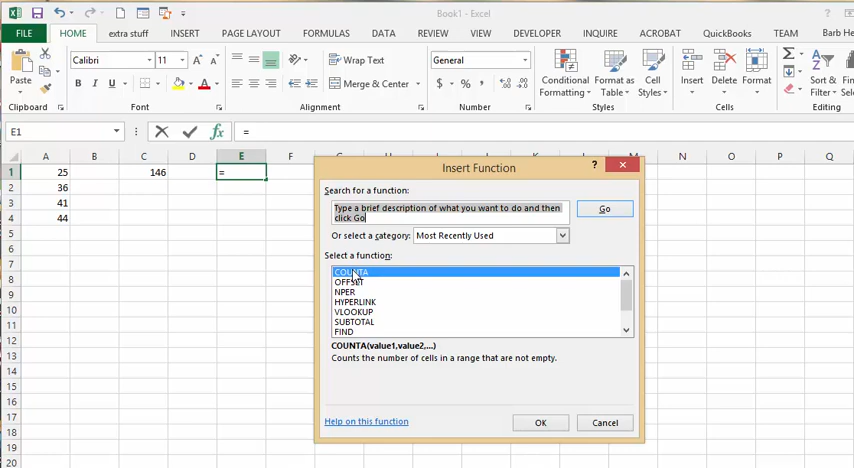 Book1 - Excel
FILE HOME extra stuff INSERT PAGE LAYOUT FORMULAS DATA REVIEW VIEW DEVELOPER INQUIRE ACROBAT QuickBooks TEAM Barb He
Calibri 11 A A Wrap Text General
Paste B I U A Merge & Center $ % Conditional Formatting Format as Table Cell Styles Insert Delete Format Sort & Filter
Clipboard Font Alignment Number Styles Cells Editing
E1 fx =
A B C D E F M N O P Q
1 25 146 =
2 36
3 41
4 44
5
6
7
8
9
10
11
12
13
14
15
16
17
18
19
20
Insert Function
?
Search for a function:
Type a brief description of what you want to do and then
click Go
Go
Or select a category: Most Recently Used
Select a function:
COUNTA
OFFSET
NPER
HYPERLINK
VLOOKUP
SUBTOTAL
FIND
COUNTA(value1,value2,...)
Counts the number of cells in a range that are not empty.
Help on this function
OK Cancel